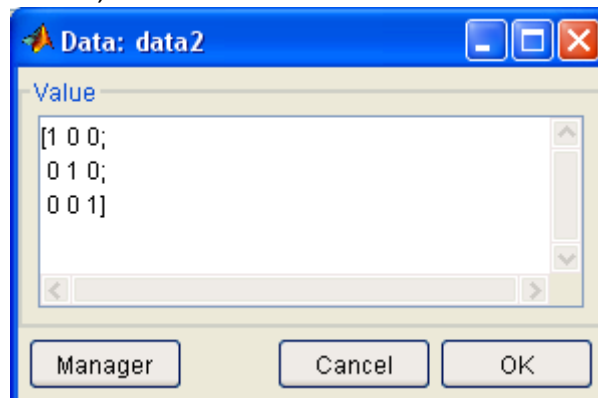 Data: data2
Value
[1 0 0;
0 1 0;
0 0 1]
Manager
Cancel
OK